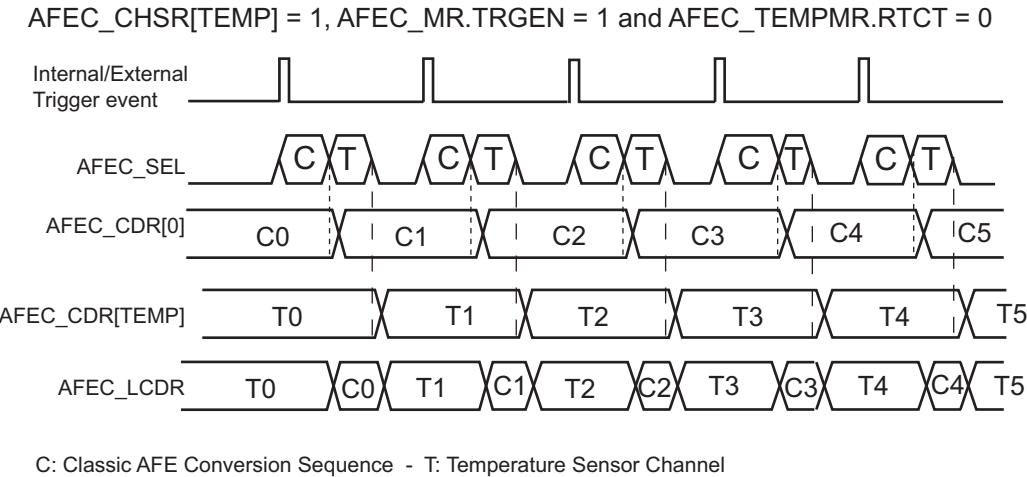 AFEC_CHSR[TEMP] = 1, AFEC_MR.TRGEN = 1 and AFEC_TEMPMR.RTCT = 0
Internal/External
Trigger event
AFEC_SEL C T C T C T C T C T
AFEC_CDR[0] C0 C1 C2 C3 C4 C5
AFEC_CDR[TEMP] T0 T1 T2 T3 T4 T5
AFEC_LCDR T0 C0 T1 C1 T2 C2 T3 C3 T4 C4 T5
C: Classic AFE Conversion Sequence - T: Temperature Sensor Channel